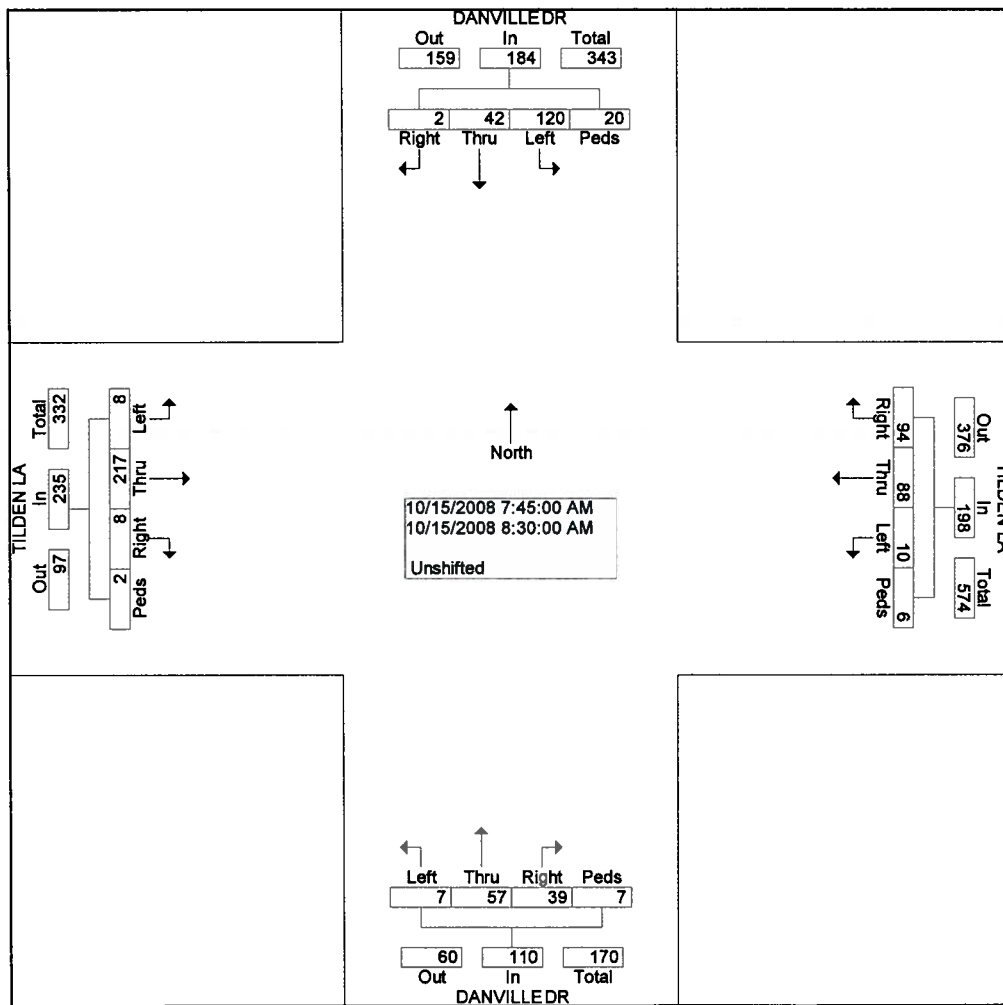 DANVILLE DR
Out In Total
159 184 343
2 42 120 20
Right Thru Left Peds
TILDEN LA
Total In Out
332 235 97
8 217 8 2
Left Thru Right Peds
North
10/15/2008 7:45:00 AM
10/15/2008 8:30:00 AM
Unshifted
Right Thru Left Peds
94 88 10 6
Out In Total
376 198 574
TILDEN LA
Left Thru Right Peds
7 57 39 7
60 110 170
Out In Total
DANVILLE DR